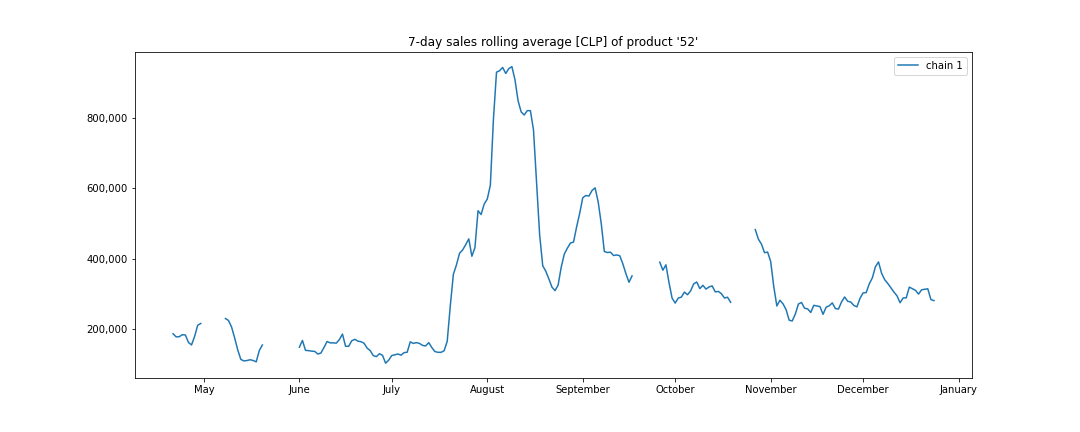 7-day sales rolling average [CLP] of product '52'
chain 1
800,000
600,000
400,000
200,000
May June July August September October November December January